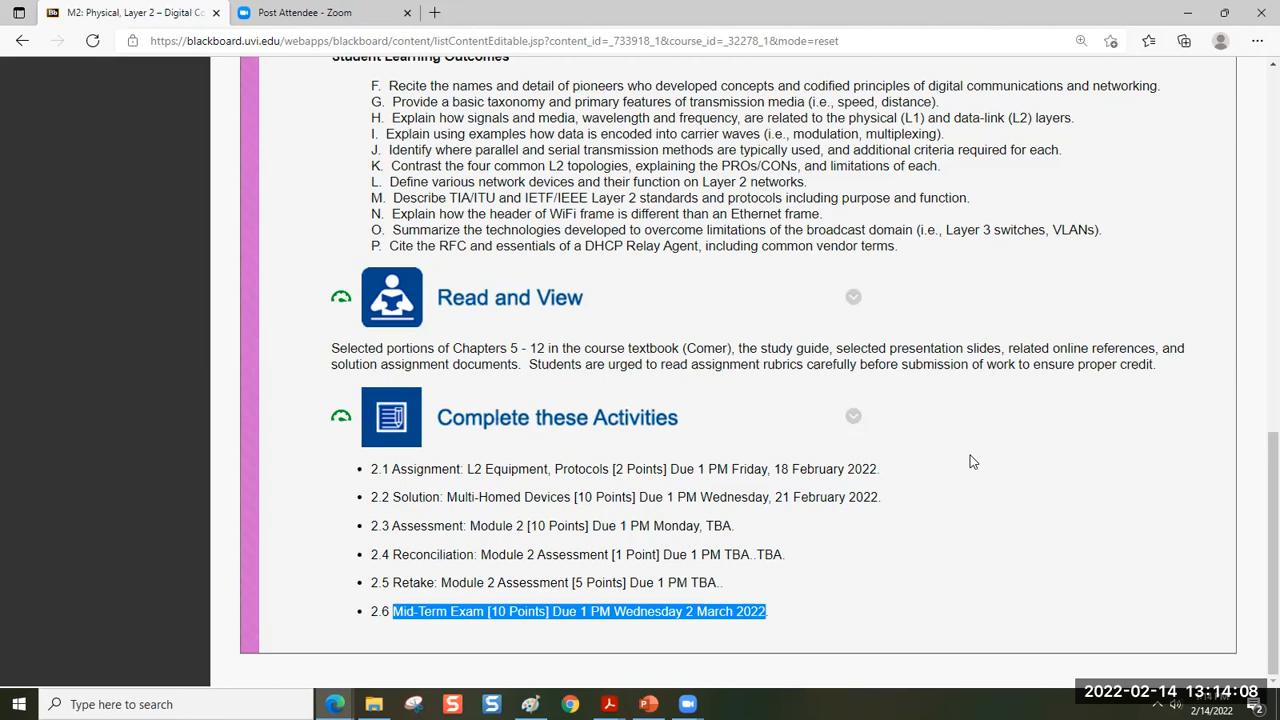 M2: Physical, Layer 2 – Digital Co
Post Attendee - Zoom
https://blackboard.uvi.edu/webapps/blackboard/content/listContentEditable.jsp?content_id=_733918_1&course_id=_32278_1&mode=reset
Student Learning Outcomes
F. Recite the names and detail of pioneers who developed concepts and codified principles of digital communications and networking.
G. Provide a basic taxonomy and primary features of transmission media (i.e., speed, distance).
H. Explain how signals and media, wavelength and frequency, are related to the physical (L1) and data-link (L2) layers.
I. Explain using examples how data is encoded into carrier waves (i.e., modulation, multiplexing).
J. Identify where parallel and serial transmission methods are typically used, and additional criteria required for each.
K. Contrast the four common L2 topologies, explaining the PROs/CONs, and limitations of each.
L. Define various network devices and their function on Layer 2 networks.
M. Describe TIA/ITU and IETF/IEEE Layer 2 standards and protocols including purpose and function.
N. Explain how the header of WiFi frame is different than an Ethernet frame.
O. Summarize the technologies developed to overcome limitations of the broadcast domain (i.e., Layer 3 switches, VLANs).
P. Cite the RFC and essentials of a DHCP Relay Agent, including common vendor terms.
Read and View
Selected portions of Chapters 5 - 12 in the course textbook (Comer), the study guide, selected presentation slides, related online references, and
solution assignment documents. Students are urged to read assignment rubrics carefully before submission of work to ensure proper credit.
Complete these Activities
• 2.1 Assignment: L2 Equipment, Protocols [2 Points] Due 1 PM Friday, 18 February 2022.
• 2.2 Solution: Multi-Homed Devices [10 Points] Due 1 PM Wednesday, 21 February 2022.
• 2.3 Assessment: Module 2 [10 Points] Due 1 PM Monday, TBA.
• 2.4 Reconciliation: Module 2 Assessment [1 Point] Due 1 PM TBA..TBA.
• 2.5 Retake: Module 2 Assessment [5 Points] Due 1 PM TBA..
• 2.6 Mid-Term Exam [10 Points] Due 1 PM Wednesday 2 March 2022.
Type here to search
2022-02-14 13:14:08
2/14/2022